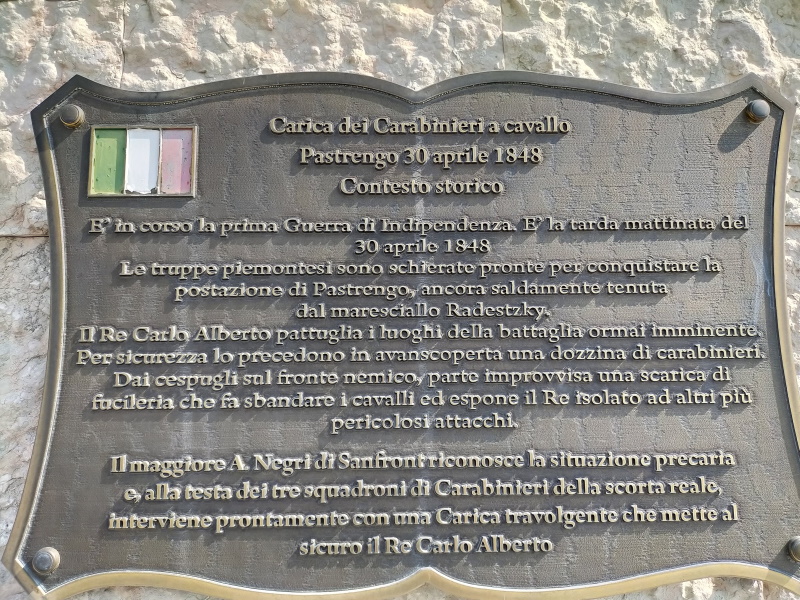 Carica dei Carabinieri a cavallo
Pastrengo 30 aprile 1848
Contesto storico
E' in corso la prima Guerra di Indipendenza. E' la tarda mattinata del
30 aprile 1848
Le truppe piemontesi sono schierate pronte per conquistare la
postazione di Pastrengo, ancora saldamente tenuta
dal maresciallo Radestzky.
Il Re Carlo Alberto pattuglia i luoghi della battaglia ormai imminente.
Per sicurezza lo precedono in avanscoperta una dozzina di carabinieri.
Dai cespugli sul fronte nemico, parte improvvisa una scarica di
fucileria che fa sbandare i cavalli ed espone il Re isolato ad altri più
pericolosi attacchi.
Il maggiore A. Negri di Sanfront riconosce la situazione precaria
e, alla testa dei tre squadroni di Carabinieri della scorta reale,
interviene prontamente con una Carica travolgente che mette al
sicuro il Re Carlo Alberto